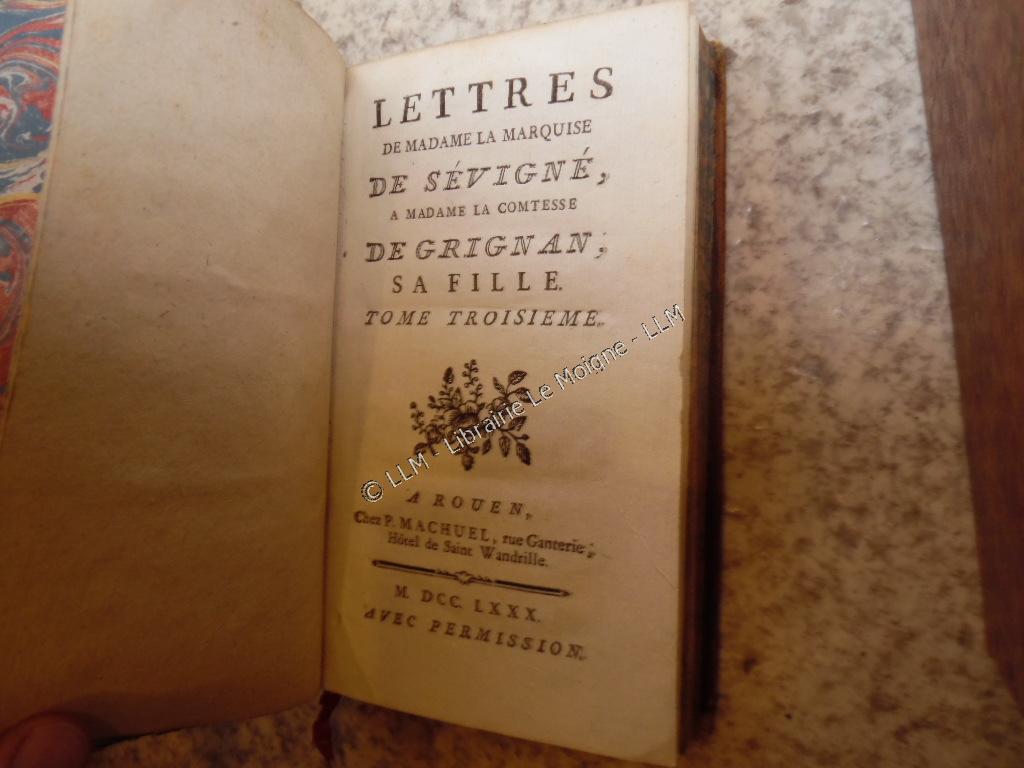 LETTRES
DE MADAME LA MARQUISE
DE SÉVIGNÉ,
A MADAME LA COMTESSE
DE GRIGNAN,
SA FILLE.
TOME TROISIEME.
© LLM - Librairie Le Moigne - LLM
A ROUEN,
Chez P. MACHUEL, rue Ganterie,
Hôtel de Saint Wandrille.
M. DCC. LXXX.
AVEC PERMISSION.